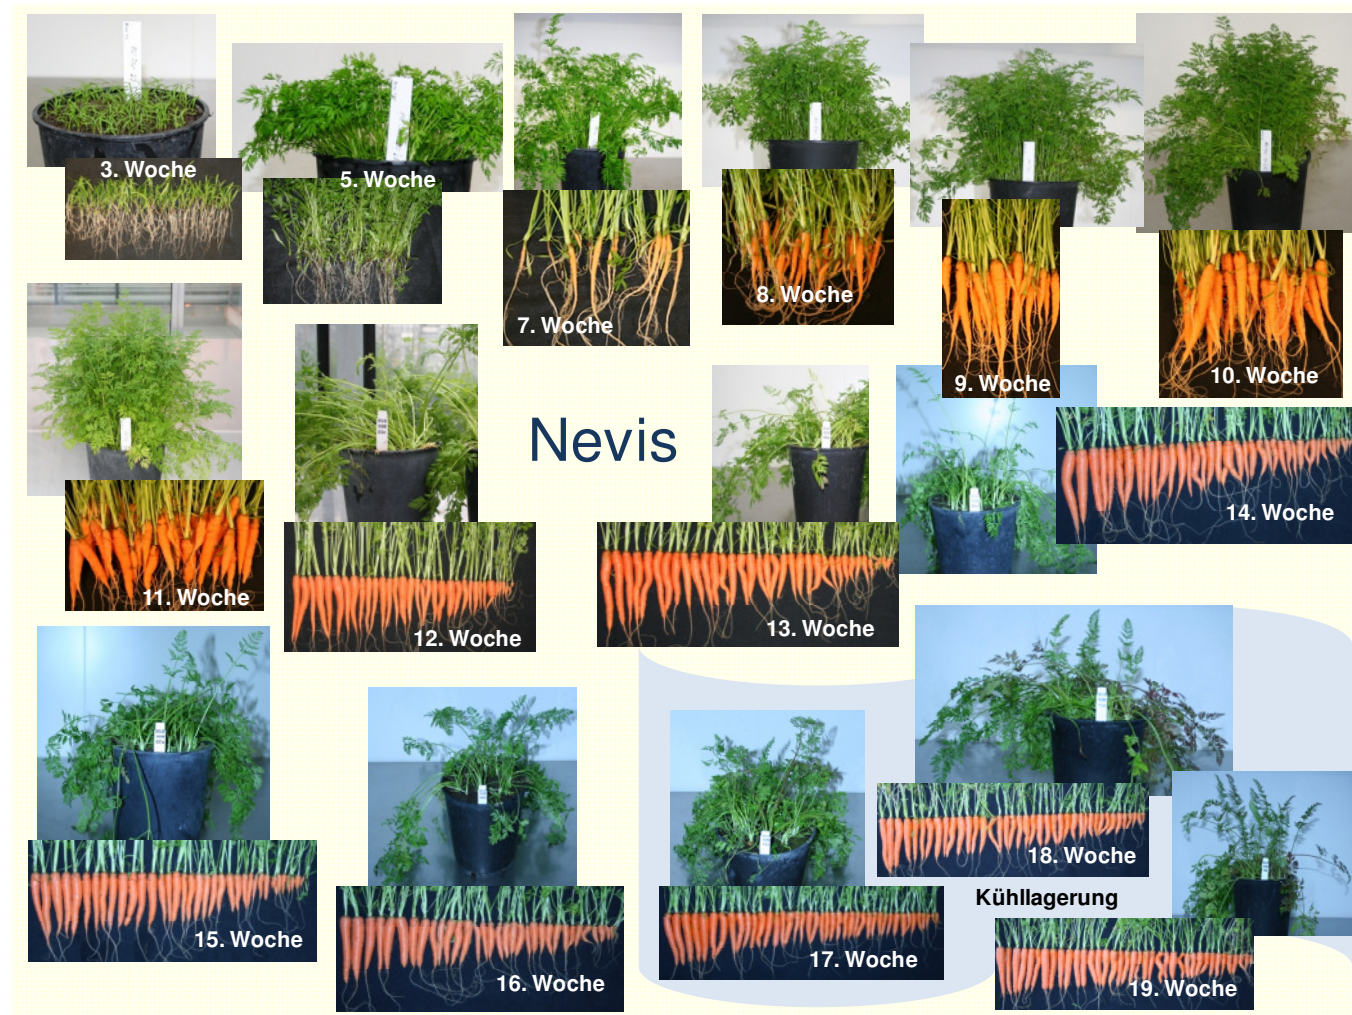 3. Woche
5. Woche
7. Woche
8. Woche
9. Woche
10. Woche
Nevis
11. Woche
12. Woche
13. Woche
14. Woche
15. Woche
16. Woche
17. Woche
18. Woche
Kühllagerung
19. Woche